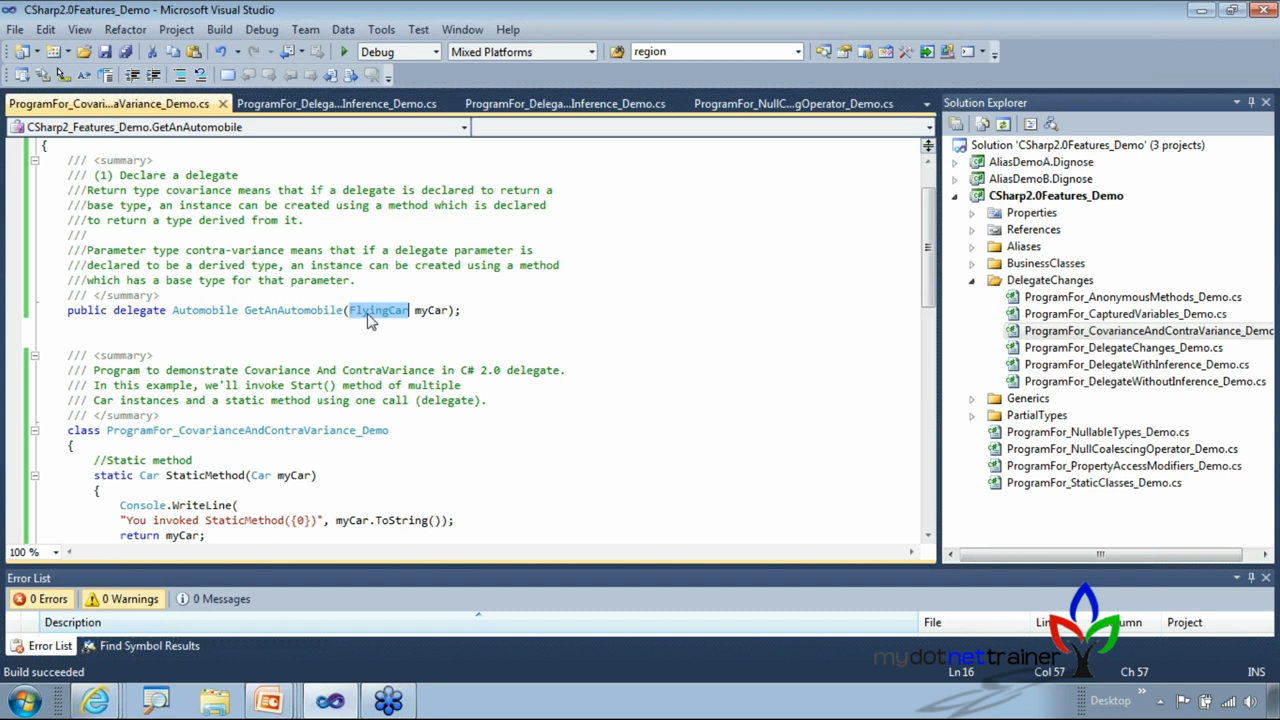 CSharp2.0Features_Demo - Microsoft Visual Studio
File Edit View Refactor Project Build Debug Team Data Tools Test Window Help
Debug Mixed Platforms region
ProgramFor_Covari...aVariance_Demo.cs ProgramFor_Delega...Inference_Demo.cs ProgramFor_Delega...Inference_Demo.cs ProgramFor_NullC...gOperator_Demo.cs
CSharp2_Features_Demo.GetAnAutomobile
{
/// <summary>
/// (1) Declare a delegate
///Return type covariance means that if a delegate is declared to return a
///base type, an instance can be created using a method which is declared
///to return a type derived from it.
///
///Parameter type contra-variance means that if a delegate parameter is
///declared to be a derived type, an instance can be created using a method
///which has a base type for that parameter.
/// </summary>
public delegate Automobile GetAnAutomobile(FlyingCar myCar);
/// <summary>
/// Program to demonstrate Covariance And ContraVariance in C# 2.0 delegate.
/// In this example, we'll invoke Start() method of multiple
/// Car instances and a static method using one call (delegate).
/// </summary>
class ProgramFor_CovarianceAndContraVariance_Demo
{
//Static method
static Car StaticMethod(Car myCar)
{
Console.WriteLine(
"You invoked StaticMethod({0})", myCar.ToString());
return myCar;
100 %
Solution Explorer
Solution 'CSharp2.0Features_Demo' (3 projects)
AliasDemoA.Dignose
AliasDemoB.Dignose
CSharp2.0Features_Demo
Properties
References
Aliases
BusinessClasses
DelegateChanges
ProgramFor_AnonymousMethods_Demo.cs
ProgramFor_CapturedVariables_Demo.cs
ProgramFor_CovarianceAndContraVariance_Demo
ProgramFor_DelegateChanges_Demo.cs
ProgramFor_DelegateWithInference_Demo.cs
ProgramFor_DelegateWithoutInference_Demo.cs
Generics
PartialTypes
ProgramFor_NullableTypes_Demo.cs
ProgramFor_NullCoalescingOperator_Demo.cs
ProgramFor_PropertyAccessModifiers_Demo.cs
ProgramFor_StaticClasses_Demo.cs
Error List
0 Errors 0 Warnings 0 Messages
Description File Project
Error List Find Symbol Results
mydotnettrainer
Build succeeded Ln 16 Col 57 Ch 57 INS
Desktop